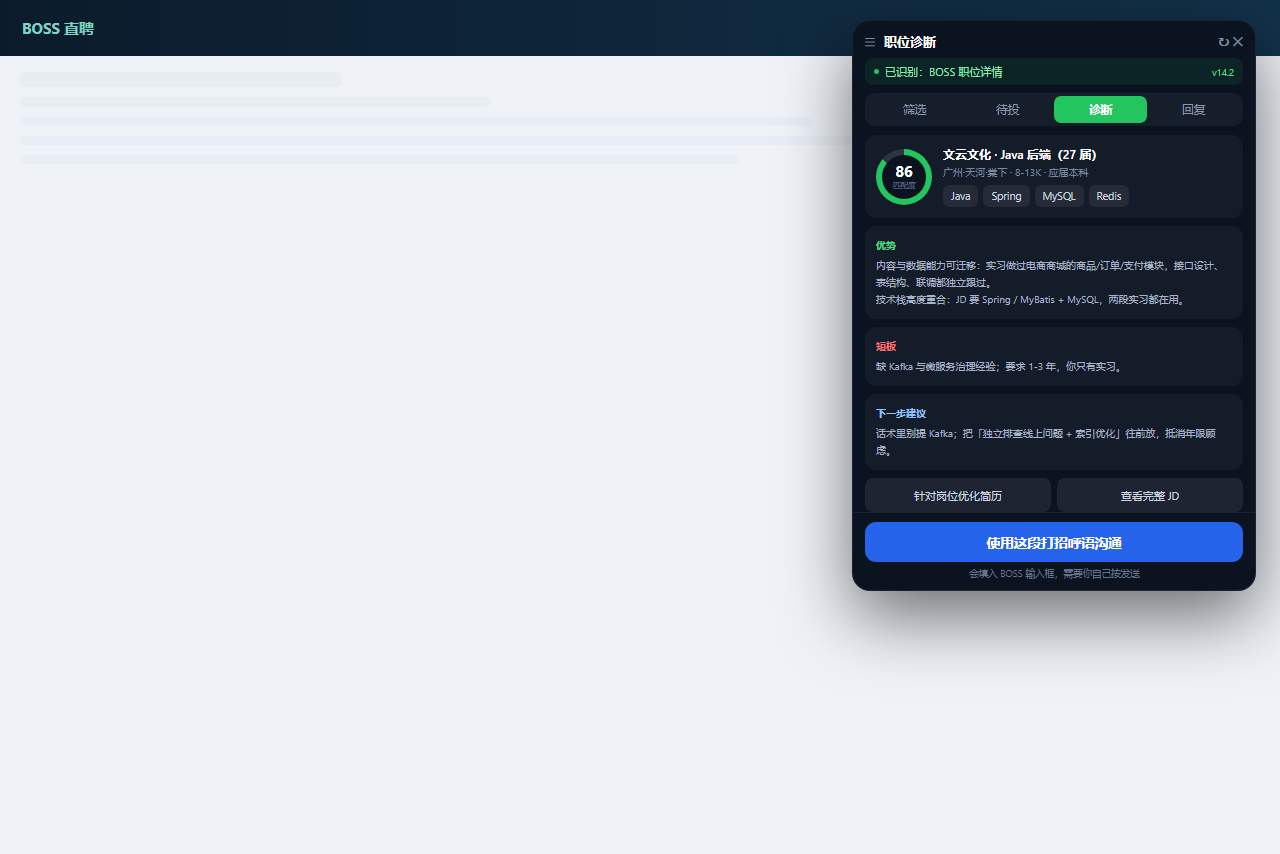 BOSS 直聘
☰ 职位诊断 ↻ ✕
已识别：BOSS 职位详情 v14.2
筛选 待投 诊断 回复
86
匹配度
文云文化 · Java 后端（27 届）
广州·天河·棠下 · 8-13K · 应届本科
Java Spring MySQL Redis
优势
内容与数据能力可迁移：实习做过电商商城的商品/订单/支付模块，接口设计、
表结构、联调都独立跟过。
技术栈高度重合：JD 要 Spring / MyBatis + MySQL，两段实习都在用。
短板
缺 Kafka 与微服务治理经验；要求 1-3 年，你只有实习。
下一步建议
话术里别提 Kafka；把「独立排查线上问题 + 索引优化」往前放，抵消年限顾
虑。
针对岗位优化简历 查看完整 JD
使用这段打招呼语沟通
会填入 BOSS 输入框，需要你自己按发送